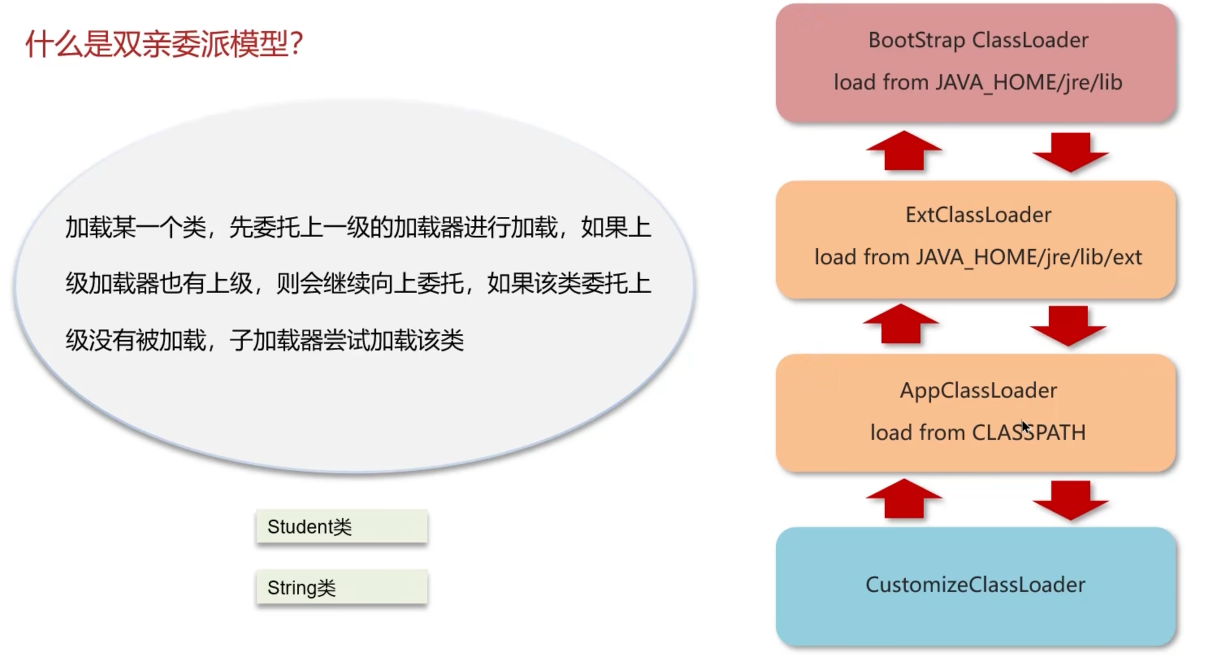 什么是双亲委派模型？
加载某一个类，先委托上一级的加载器进行加载，如果上
级加载器也有上级，则会继续向上委托，如果该类委托上
级没有被加载，子加载器尝试加载该类
Student类
String类
BootStrap ClassLoader
load from JAVA_HOME/jre/lib
ExtClassLoader
load from JAVA_HOME/jre/lib/ext
AppClassLoader
load from CLASSPATH
CustomizeClassLoader